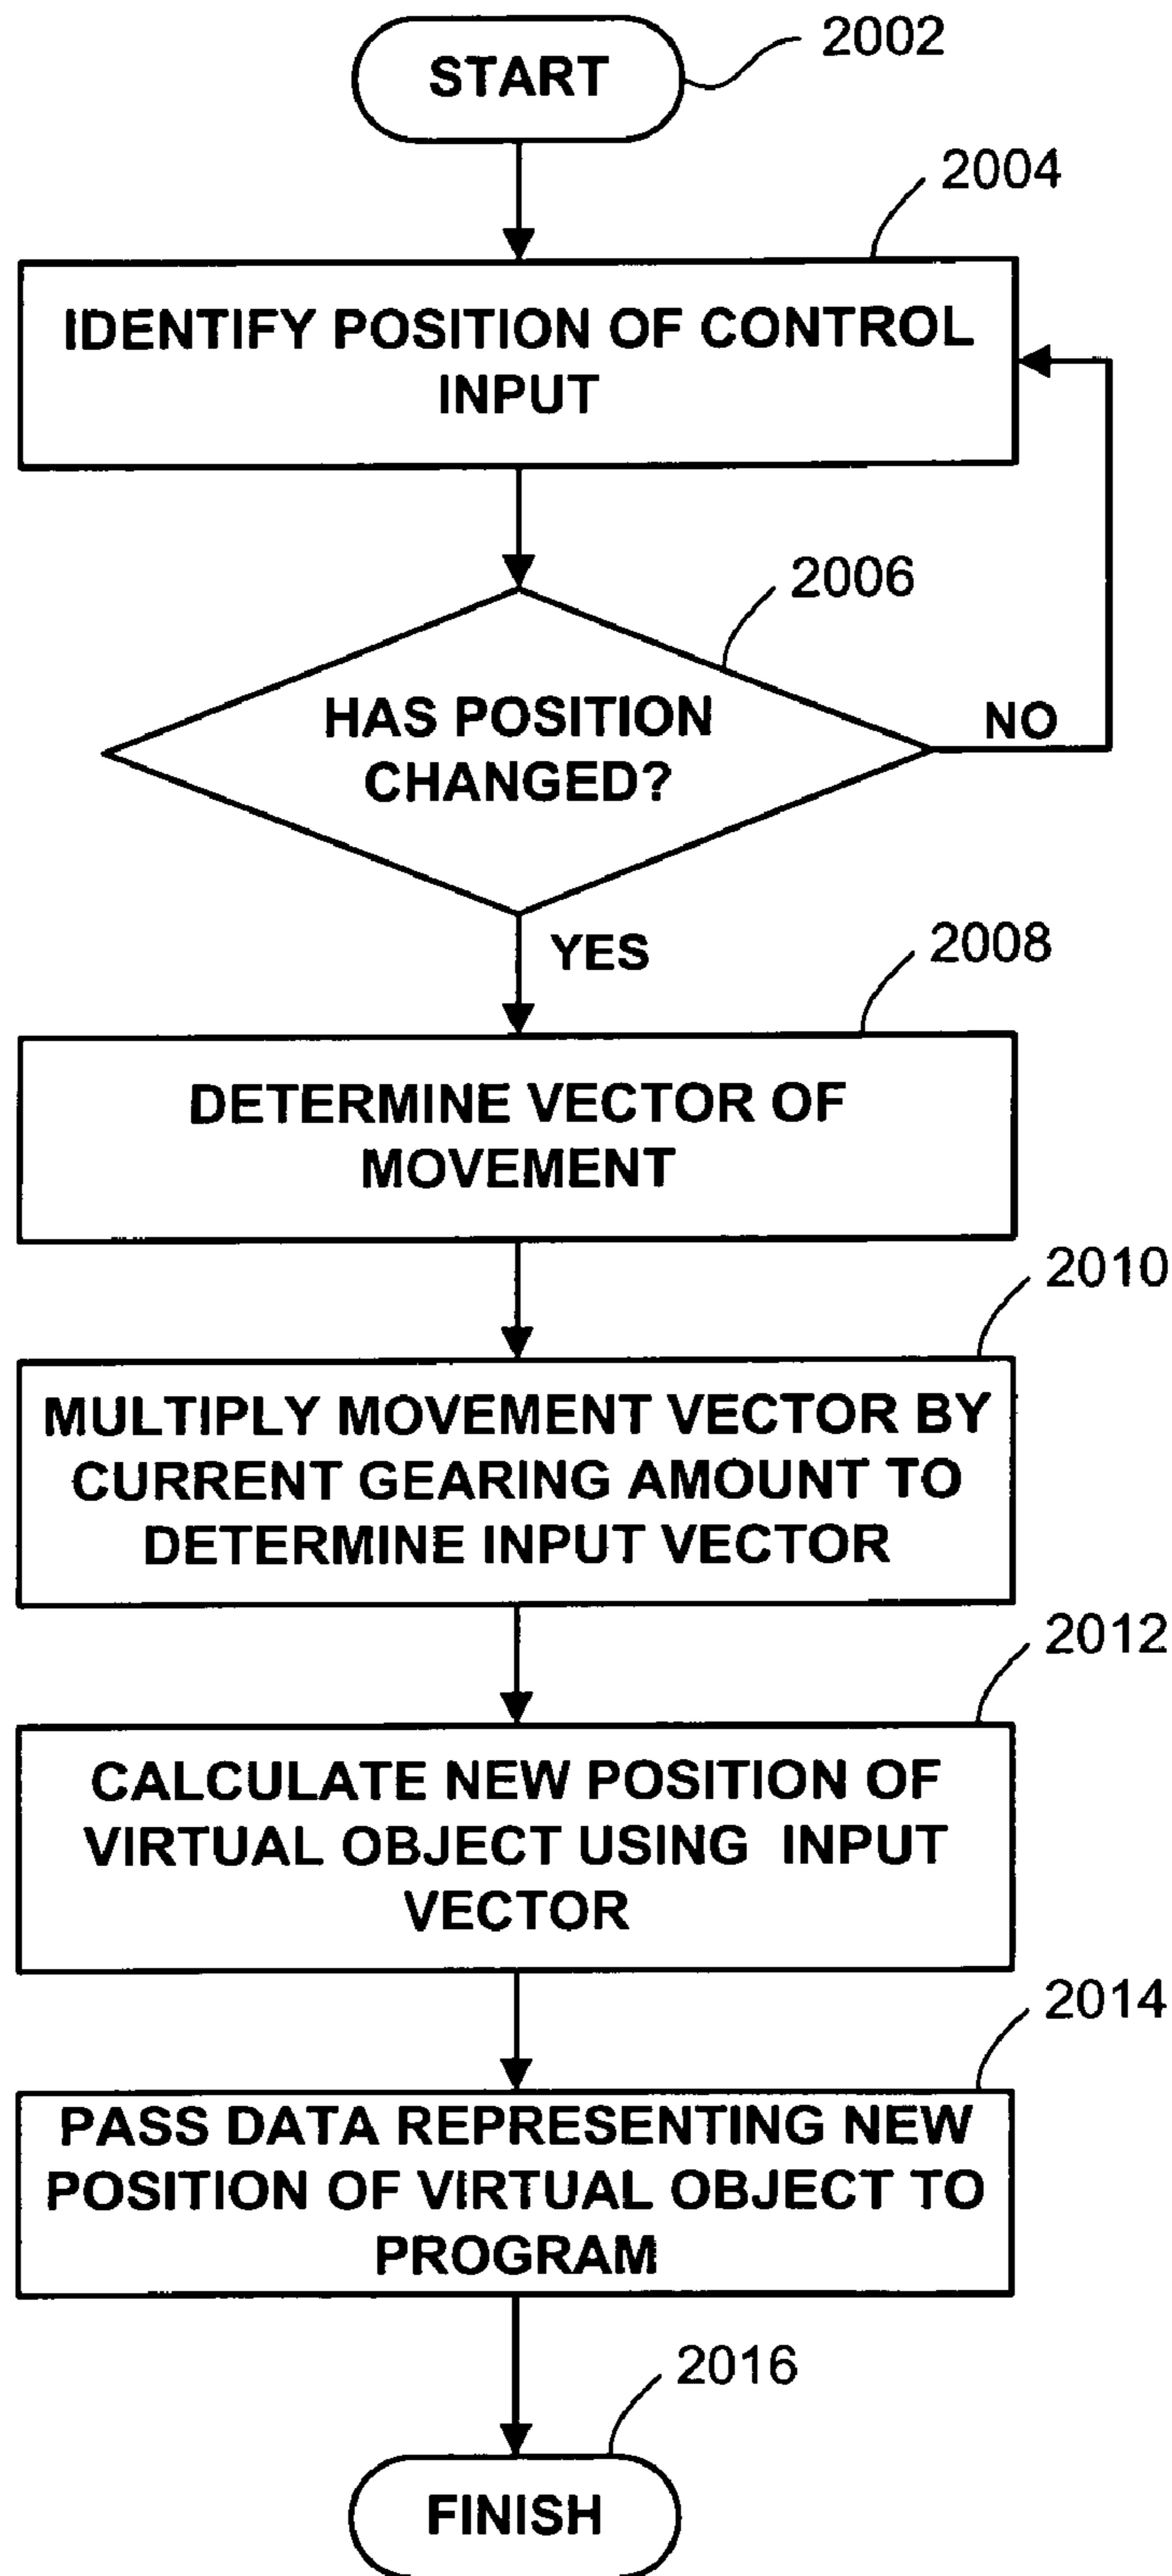 2002
START
2004
IDENTIFY POSITION OF CONTROL
INPUT
2006
HAS POSITION
CHANGED?
NO
YES
2008
DETERMINE VECTOR OF
MOVEMENT
2010
MULTIPLY MOVEMENT VECTOR BY
CURRENT GEARING AMOUNT TO
DETERMINE INPUT VECTOR
2012
CALCULATE NEW POSITION OF
VIRTUAL OBJECT USING INPUT
VECTOR
2014
PASS DATA REPRESENTING NEW
POSITION OF VIRTUAL OBJECT TO
PROGRAM
2016
FINISH